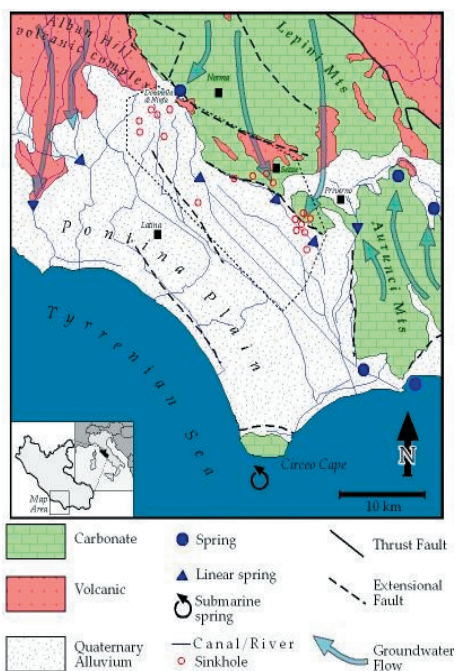 Alban Hills
volcanic complex
Lepini Mts
Doganella
di Ninfa
Norma
Sezze
Priverno
Latina
Pontina Plain
Aurunci Mts
Tyrrenian Sea
Circeo Cape
N
10 km
Map
Area
Carbonate
Volcanic
Quaternary
Alluvium
Spring
Linear spring
Submarine
spring
Canal/River
Sinkhole
Thrust Fault
Extensional
Fault
Groundwater
Flow